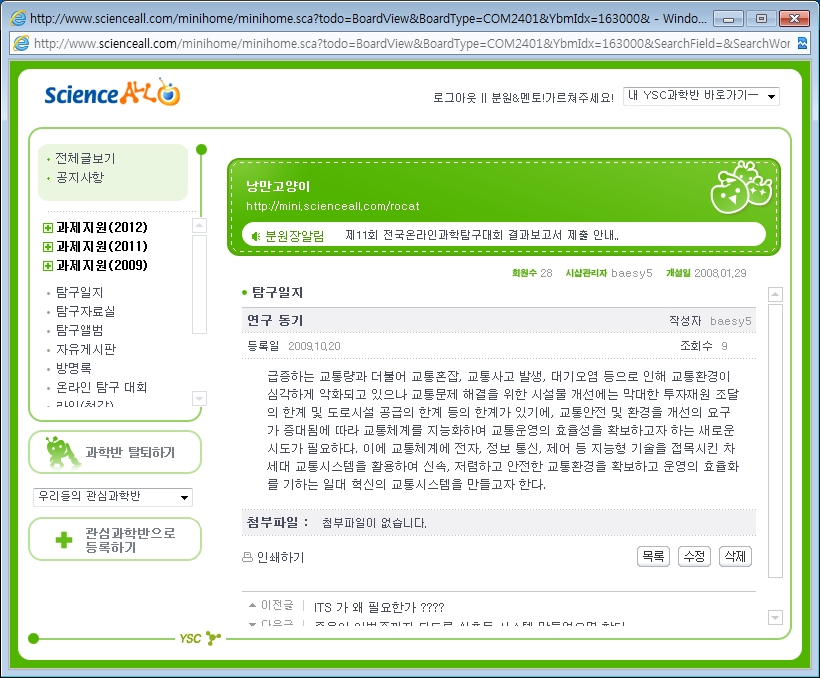 http://www.scienceall.com/minihome/minihome.sca?todo=BoardView&BoardType=COM2401&YbmIdx=163000& - Windo...
http://www.scienceall.com/minihome/minihome.sca?todo=BoardView&BoardType=COM2401&YbmIdx=163000&SearchField=&SearchWor
Science ALL
로그아웃 || 분원&멘토!가르쳐주세요!
내 YSC과학반 바로가기─
전체글보기
공지사항
과제지원(2012)
과제지원(2011)
과제지원(2009)
탐구일지
탐구자료실
탐구앨범
자유게시판
방명록
온라인 탐구 대회
과학반 탈퇴하기
우리들의 관심과학반
관심과학반으로
등록하기
낭만고양이
http://mini.scienceall.com/rocat
분원장알림 제11회 전국온라인과학탐구대회 결과보고서 제출 안내..
회원수 28 시샵관리자 baesy5 개설일 2008.01.29
탐구일지
연구 동기 작성자 baesy5
등록일 2009.10.20 조회수 9
급증하는 교통량과 더불어 교통혼잡, 교통사고 발생, 대기오염 등으로 인해 교통환경이
심각하게 악화되고 있으나 교통문제 해결을 위한 시설물 개선에는 막대한 투자재원 조달
의 한계 및 도로시설 공급의 한계 등의 한계가 있기에, 교통안전 및 환경을 개선의 요구
가 증대됨에 따라 교통체계를 지능화하여 교통운영의 효율성을 확보하고자 하는 새로운
시도가 필요하다. 이에 교통체계에 전자, 정보 통신, 제어 등 지능형 기술을 접목시킨 차
세대 교통시스템을 활용하여 신속, 저렴하고 안전한 교통환경을 확보하고 운영의 효율화
를 기하는 일대 혁신의 교통시스템을 만들고자 한다.
첨부파일 : 첨부파일이 없습니다.
인쇄하기
목록 수정 삭제
이전글 ITS 가 왜 필요한가 ????
다음글
YSC